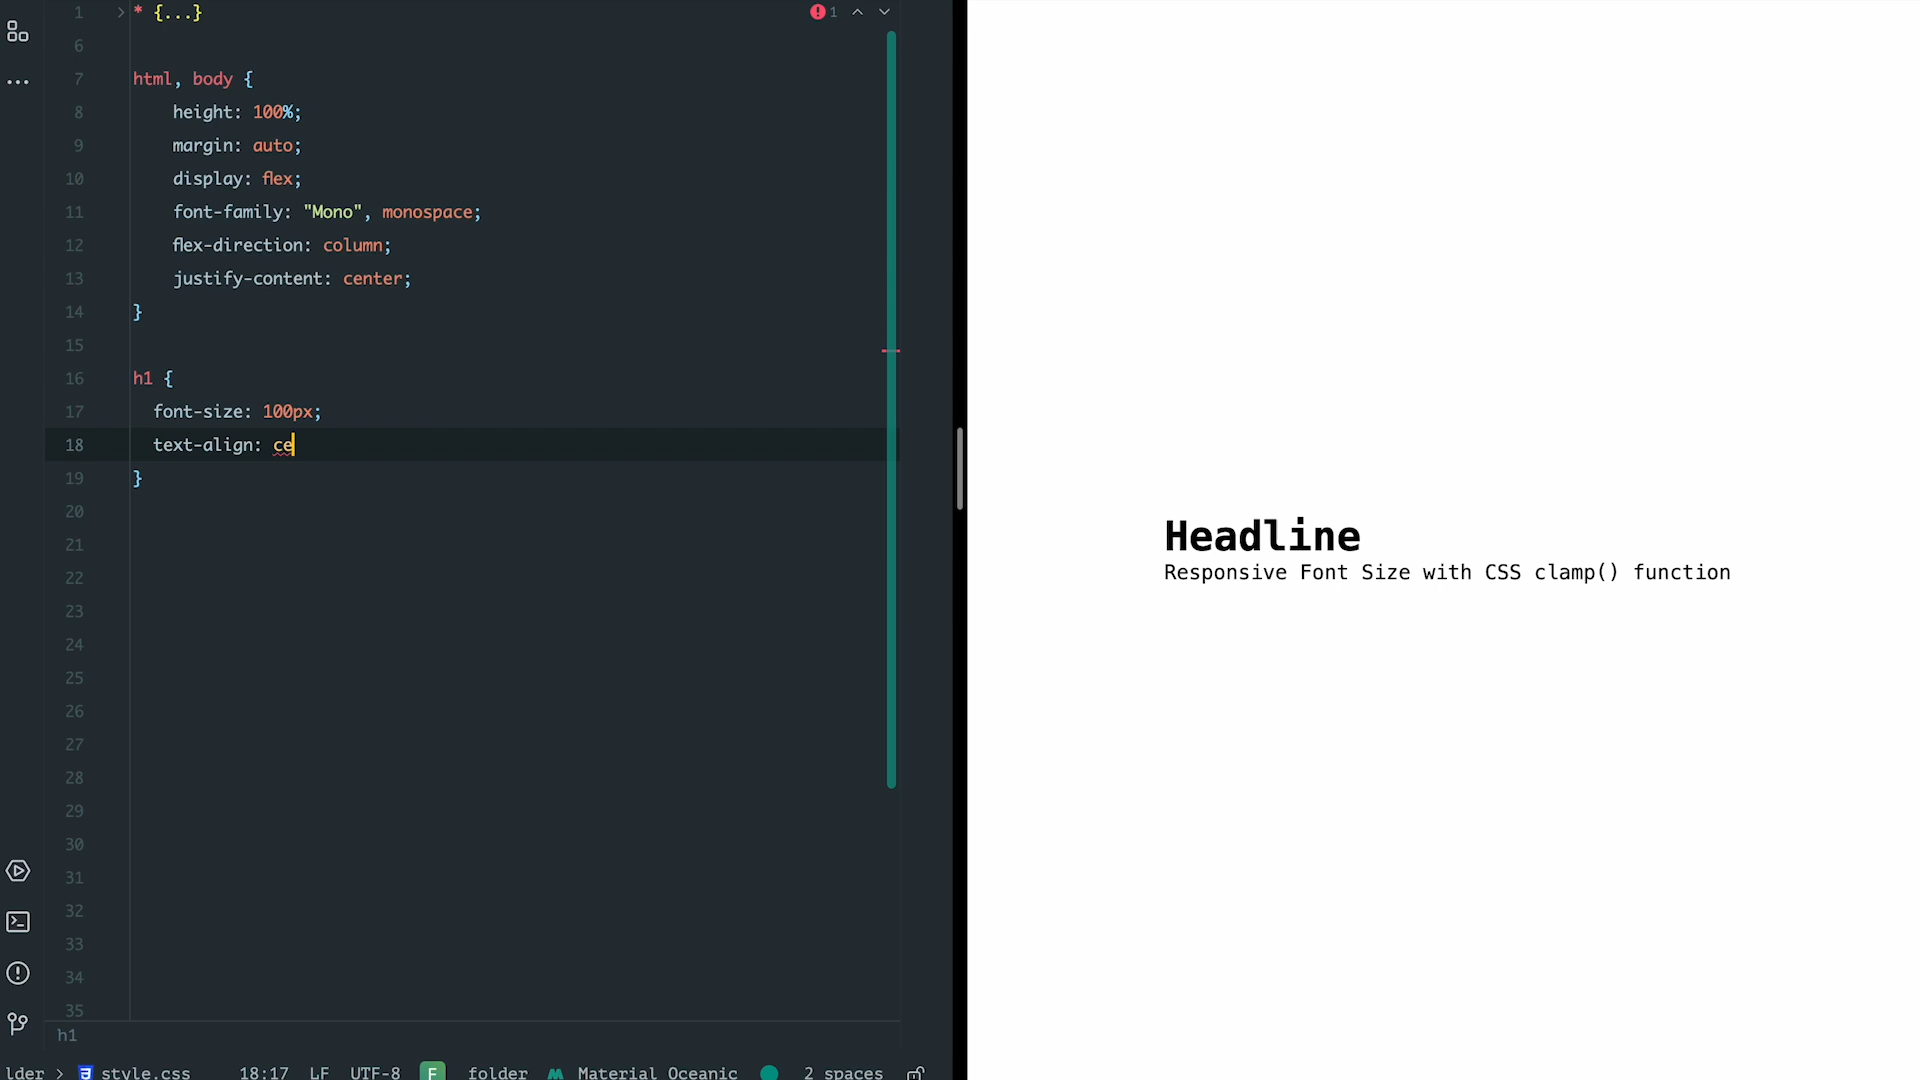 1 * {...} 1
6
7 html, body {
8 height: 100%;
9 margin: auto;
10 display: flex;
11 font-family: "Mono", monospace;
12 flex-direction: column;
13 justify-content: center;
14 }
15
16 h1 {
17 font-size: 100px;
18 text-align: ce
19 }
20
21
22
23
24
25
26
27
28
29
30
31
32
33
34
35
h1
lder > style.css 18:17 LF UTF-8 F folder Material Oceanic 2 spaces
Headline
Responsive Font Size with CSS clamp() function